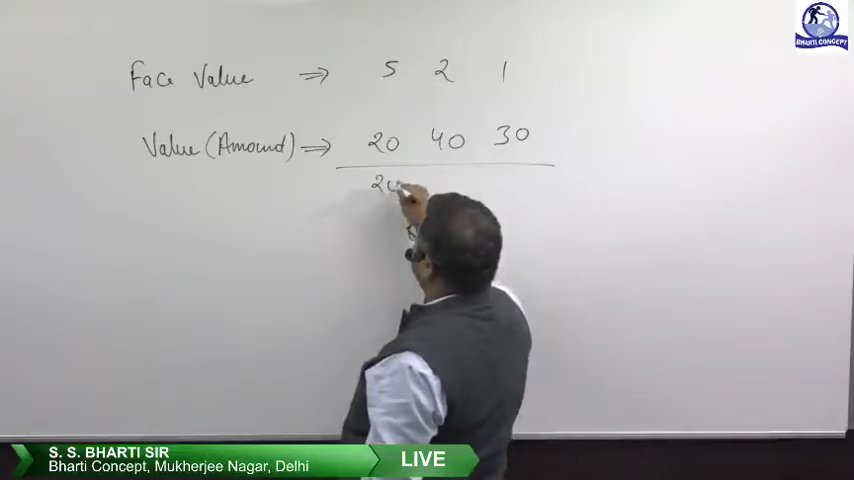 BHARTI CONCEPT
Face Value ⇒ 5 2 1
Value (Amount) ⇒ 20 40 30
20
S. S. BHARTI SIR
Bharti Concept, Mukherjee Nagar, Delhi
LIVE